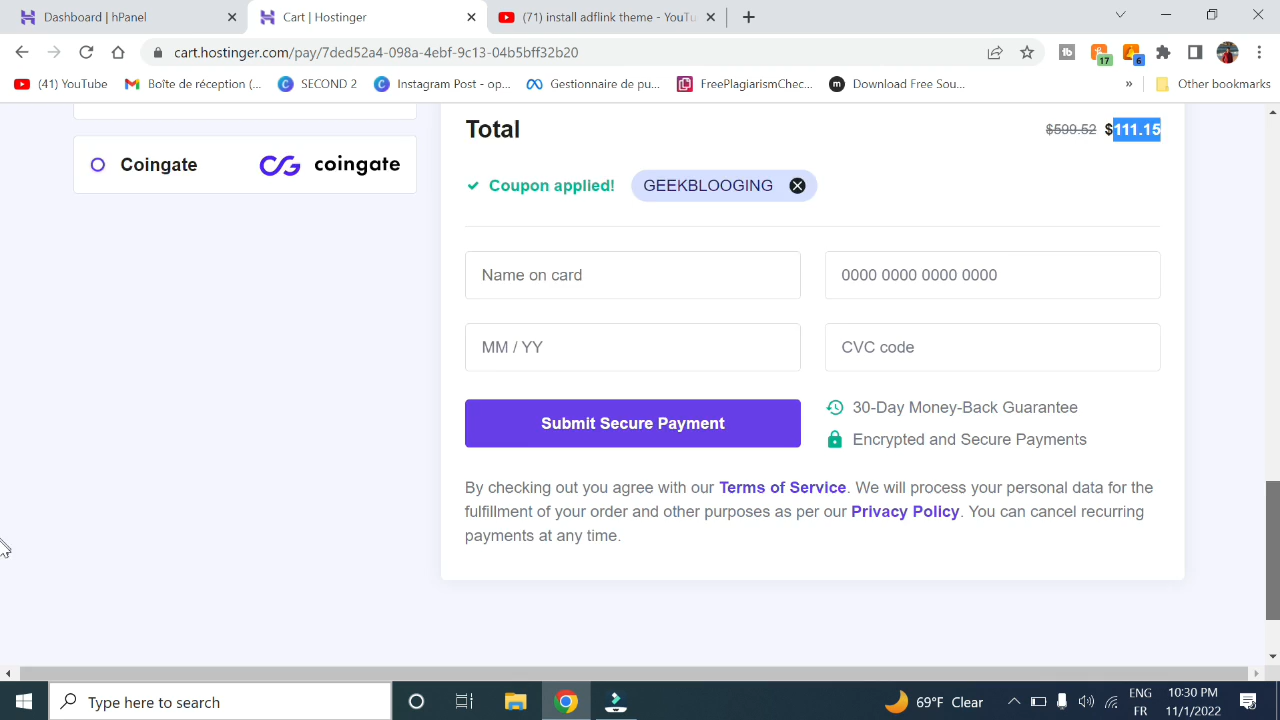 Dashboard | hPanel
Cart | Hostinger
(71) install adflink theme - YouTu
cart.hostinger.com/pay/7ded52a4-098a-4ebf-9c13-04b5bff32b20
17
6
(41) YouTube
Boîte de réception (...
SECOND 2
Instagram Post - op...
Gestionnaire de pu...
FreePlagiarismChec...
Download Free Sou...
»
Other bookmarks
Total
$599.52 $111.15
Coingate
coingate
Coupon applied!
GEEKBLOOGING
Name on card
0000 0000 0000 0000
MM / YY
CVC code
Submit Secure Payment
30-Day Money-Back Guarantee
Encrypted and Secure Payments
By checking out you agree with our Terms of Service. We will process your personal data for the
fulfillment of your order and other purposes as per our Privacy Policy. You can cancel recurring
payments at any time.
Type here to search
69°F Clear
ENG
FR
10:30 PM
11/1/2022